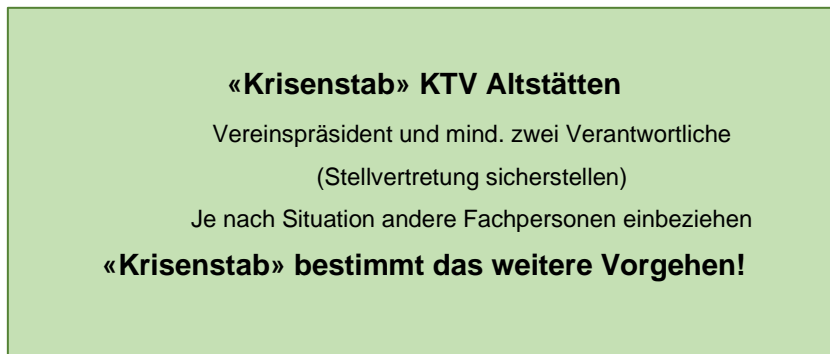 «Krisenstab» KTV Altstätten
Vereinspräsident und mind. zwei Verantwortliche
(Stellvertretung sicherstellen)
Je nach Situation andere Fachpersonen einbeziehen
«Krisenstab» bestimmt das weitere Vorgehen!